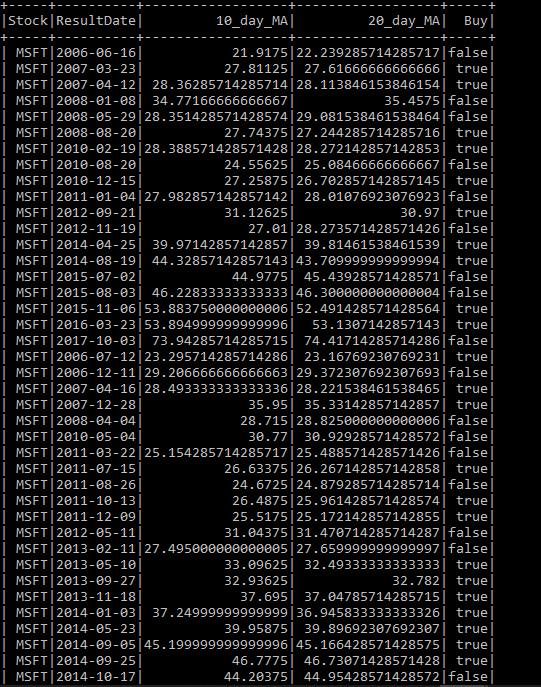 +-----+----------+------------------+------------------+-----+
|Stock|ResultDate|         10_day_MA|         20_day_MA|  Buy|
+-----+----------+------------------+------------------+-----+
| MSFT|2006-06-16|           21.9175|22.239285714285717|false|
| MSFT|2007-03-23|          27.81125| 27.61666666666666| true|
| MSFT|2007-04-12| 28.36285714285714|28.113846153846154| true|
| MSFT|2008-01-08| 34.77166666666667|           35.4575|false|
| MSFT|2008-05-29|28.351428571428574|29.081538461538464|false|
| MSFT|2008-08-20|          27.74375|27.244285714285716| true|
| MSFT|2010-02-19|28.388571428571428| 28.27214285714​2853| true|
| MSFT|2010-08-20|          24.55625| 25.08466666666667|false|
| MSFT|2010-12-15|          27.25875|26.702857142857145| true|
| MSFT|2011-01-04|27.982857142857142| 28.01076923076923|false|
| MSFT|2012-09-21|          31.12625|             30.97| true|
| MSFT|2012-11-19|             27.01|28.273571428571426|false|
| MSFT|2014-04-25| 39.97142857142857| 39.81461538461539| true|
| MSFT|2014-08-19| 44.32857142857143|43.709999999999994| true|
| MSFT|2015-07-02|           44.9775| 45.43928571428571|false|
| MSFT|2015-08-03| 46.22833333333333|46.300000000000004|false|
| MSFT|2015-11-06|53.883750000000006|52.491428571428564| true|
| MSFT|2016-03-23|53.894999999999996|  53.1307142857143| true|
| MSFT|2017-10-03| 73.94285714285715| 74.41714285714286|false|
| MSFT|2006-07-12|23.295714285714286| 23.16769230769231| true|
| MSFT|2006-12-11|29.206666666666663|29.372307692307693|false|
| MSFT|2007-04-16|28.493333333333336|28.221538461538465| true|
| MSFT|2007-12-28|             35.95| 35.33142857142857| true|
| MSFT|2008-04-04|            28.715|28.825000000000006|false|
| MSFT|2010-05-04|             30.77| 30.92928571428572|false|
| MSFT|2011-03-22|25.154285714285717|25.488571428571426|false|
| MSFT|2011-07-15|          26.63375|26.267142857142858| true|
| MSFT|2011-08-26|           24.6725|24.879285714285714|false|
| MSFT|2011-10-13|           26.4875|25.961428571428574| true|
| MSFT|2011-12-09|           25.5175|25.172142857142855| true|
| MSFT|2012-05-11|          31.04375|31.470714285714287|false|
| MSFT|2013-02-11|27.495000000000005|27.659999999999997|false|
| MSFT|2013-05-10|          33.09625| 32.49333333333333| true|
| MSFT|2013-09-27|          32.93625|            32.782| true|
| MSFT|2013-11-18|            37.695| 37.04785714285715| true|
| MSFT|2014-01-03| 37.24999999999999|36.945833333333326| true|
| MSFT|2014-05-23|          39.95875| 39.89692307692307| true|
| MSFT|2014-09-05|45.199999999999996|45.166428571428575| true|
| MSFT|2014-09-25|           46.7775| 46.73071428571428| true|
| MSFT|2014-10-17|          44.20375| 44.95428571428572|false|